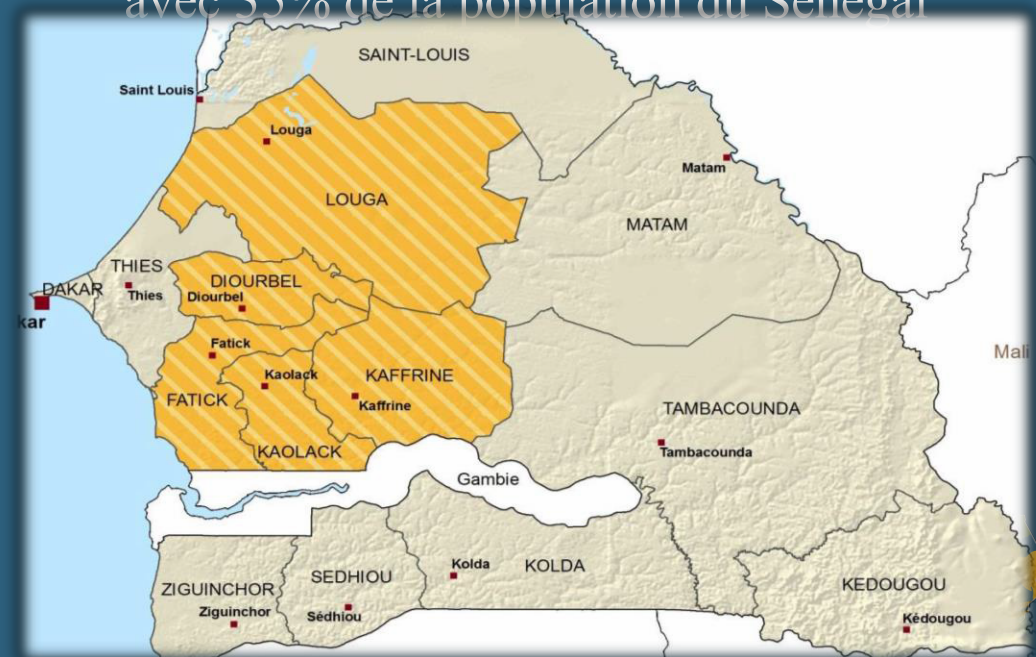 avec 35% de la population du Sénégal
SAINT-LOUIS
Saint Louis
Louga
LOUGA
Matam
MATAM
THIES
Thies
DAKAR
kar
DIOURBEL
Diourbel
Fatick
FATICK
Kaolack
KAOLACK
KAFFRINE
Kaffrine
Mali
TAMBACOUNDA
Tambacounda
Gambie
ZIGUINCHOR
Ziguinchor
SEDHIOU
Sédhiou
Kolda
KOLDA
KEDOUGOU
Kédougou